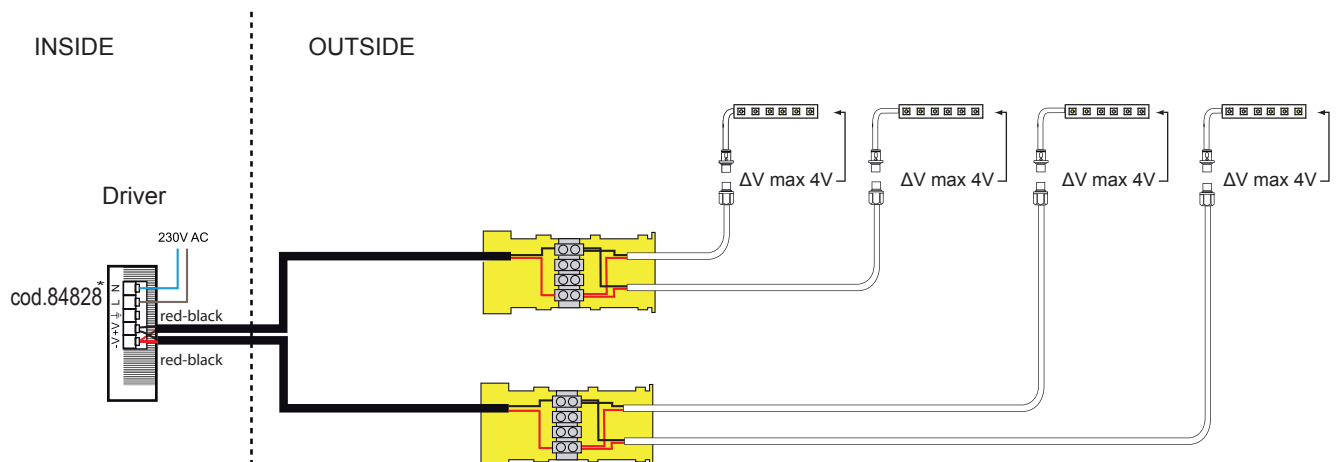 INSIDE
OUTSIDE
ΔV max 4V
ΔV max 4V
ΔV max 4V
ΔV max 4V
Driver
230V AC
cod.84828*
N
L
+V
-V
red-black
red-black